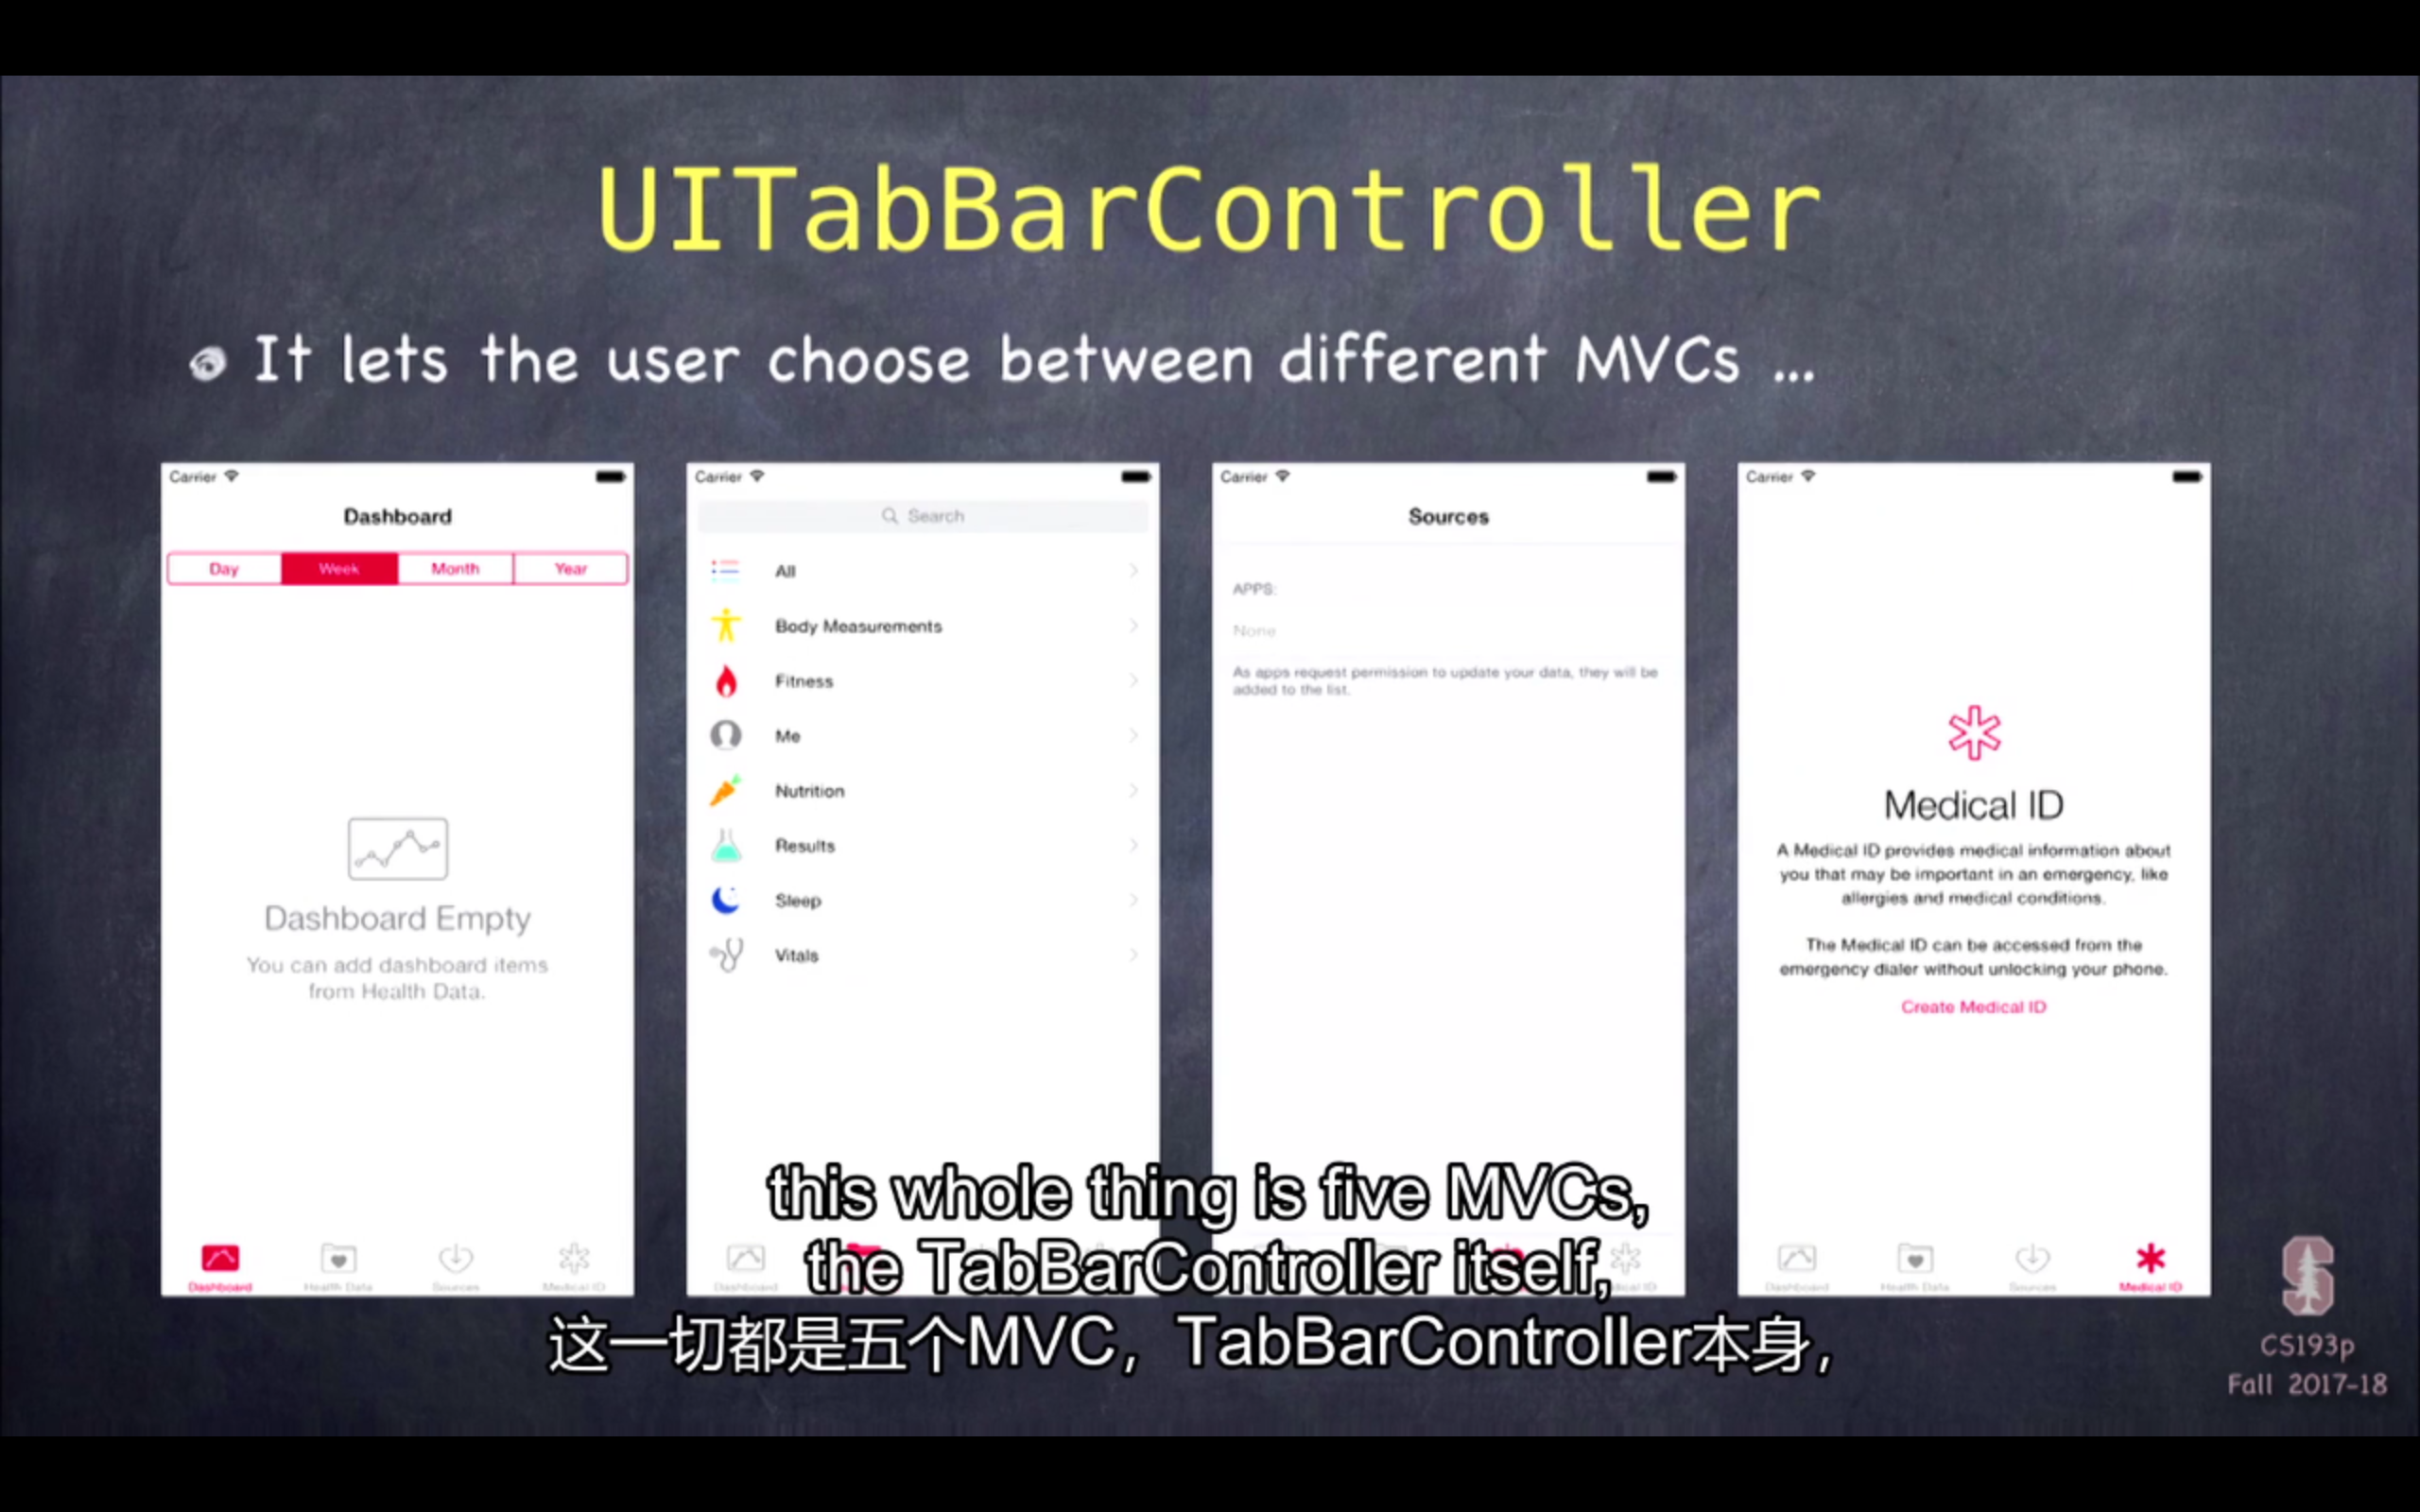 UITabBarController
It lets the user choose between different MVCs ...
Carrier
Dashboard
Day Week Month Year
Dashboard Empty
You can add dashboard items
from Health Data.
Dashboard Health Data Sources Medical ID
Carrier
Search
All
Body Measurements
Fitness
Me
Nutrition
Results
Sleep
Vitals
Dashboard
Carrier
Sources
APPS:
None
As apps request permission to update your data, they will be
added to the list.
Carrier
Medical ID
A Medical ID provides medical information about
you that may be important in an emergency, like
allergies and medical conditions.
The Medical ID can be accessed from the
emergency dialer without unlocking your phone.
Create Medical ID
Dashboard Health Data Sources Medical ID
this whole thing is five MVCs,
the TabBarController itself,
这一切都是五个MVC，TabBarController本身，
S
CS193p
Fall 2017-18